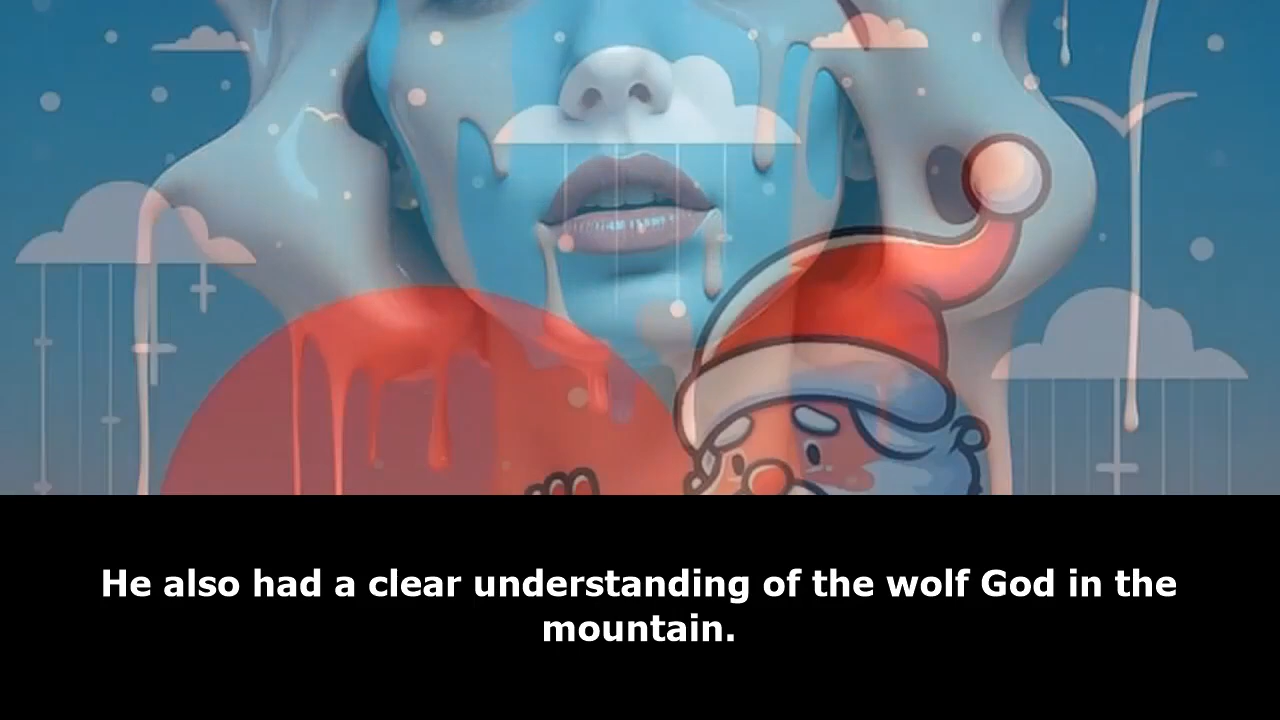 He also had a clear understanding of the wolf God in the
mountain.